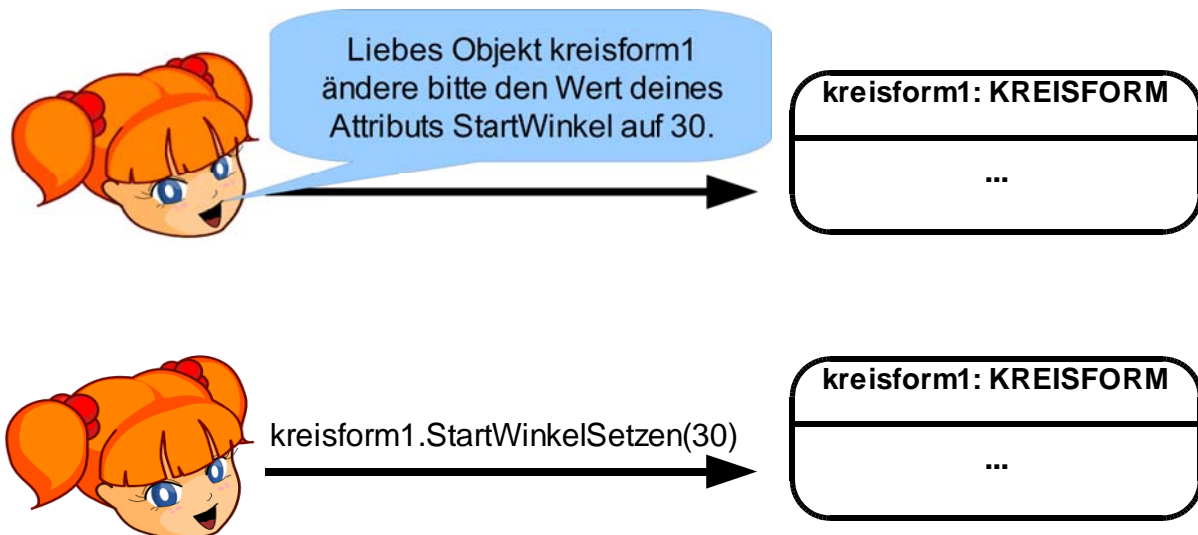 Liebes Objekt kreisform1
ändere bitte den Wert deines
Attributs StartWinkel auf 30.
kreisform1: KREISFORM
...
kreisform1.StartWinkelSetzen(30)
kreisform1: KREISFORM
...